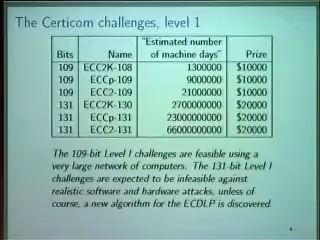 The Certicom challenges, level 1
"Estimated number
Bits Name of machine days" Prize
109 ECC2K-108 1300000 $10000
109 ECCp-109 9000000 $10000
109 ECC2-109 21000000 $10000
131 ECC2K-130 2700000000 $20000
131 ECCp-131 23000000000 $20000
131 ECC2-131 66000000000 $20000
The 109-bit Level I challenges are feasible using a
very large network of computers. The 131-bit Level I
challenges are expected to be infeasible against
realistic software and hardware attacks, unless of
course, a new algorithm for the ECDLP is discovered.
4